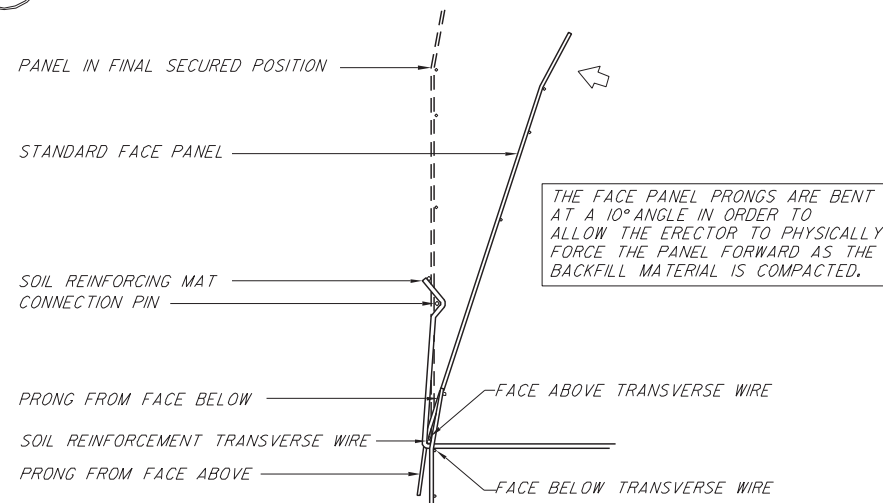 PANEL IN FINAL SECURED POSITION
STANDARD FACE PANEL
THE FACE PANEL PRONGS ARE BENT
AT A 10° ANGLE IN ORDER TO
ALLOW THE ERECTOR TO PHYSICALLY
FORCE THE PANEL FORWARD AS THE
BACKFILL MATERIAL IS COMPACTED.
SOIL REINFORCING MAT
CONNECTION PIN
PRONG FROM FACE BELOW
FACE ABOVE TRANSVERSE WIRE
SOIL REINFORCEMENT TRANSVERSE WIRE
PRONG FROM FACE ABOVE
FACE BELOW TRANSVERSE WIRE